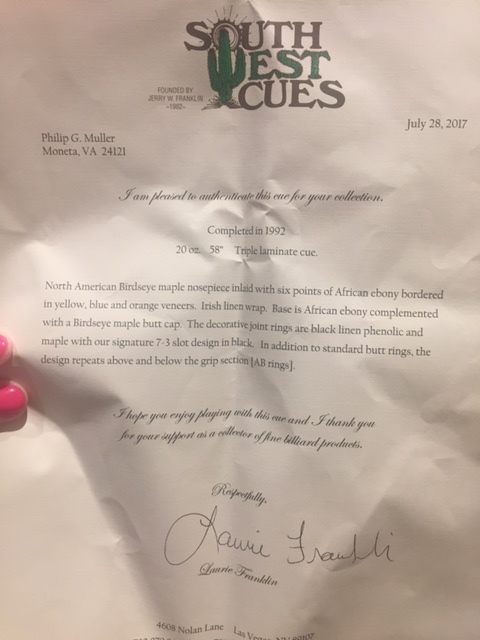 SOUTH
WEST
CUES
FOUNDED BY
JERRY W. FRANKLIN
-1982-
July 28, 2017
Philip G. Muller
Moneta, VA 24121
I am pleased to authenticate this cue for your collection.
Completed in 1992
20 oz. 58" Triple laminate cue.
North American Birdseye maple nosepiece inlaid with six points of African ebony bordered
in yellow, blue and orange veneers. Irish linen wrap. Base is African ebony complemented
with a Birdseye maple butt cap. The decorative joint rings are black linen phenolic and
maple with our signature 7-3 slot design in black. In addition to standard butt rings, the
design repeats above and below the grip section [AB rings].
I hope you enjoy playing with this cue and I thank you
for your support as a collector of fine billiard products.
Respectfully,
Laurie Franklin
Laurie Franklin
4608 Nolan Lane Las